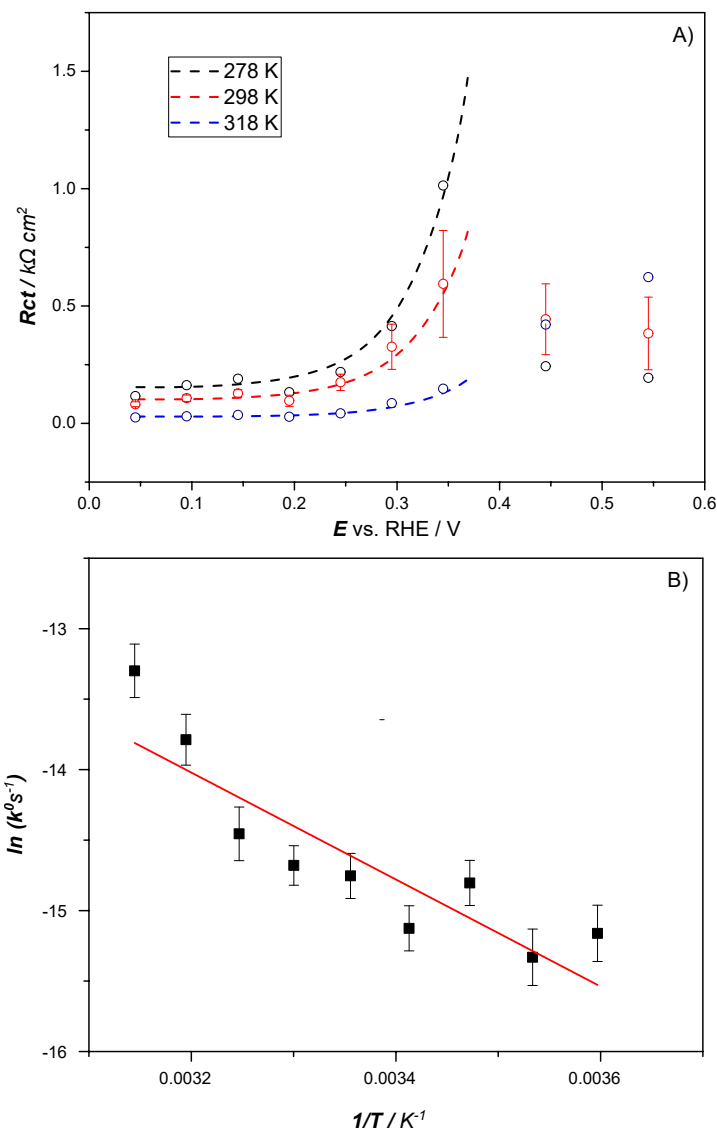 A)
1.5
1.0
0.5
0.0
Rct / kΩ cm²
278 K
298 K
318 K
0.0 0.1 0.2 0.3 0.4 0.5 0.6
E vs. RHE / V
B)
-13
-14
-15
-16
ln (k⁰s⁻¹)
0.0032 0.0034 0.0036
1/T / K⁻¹